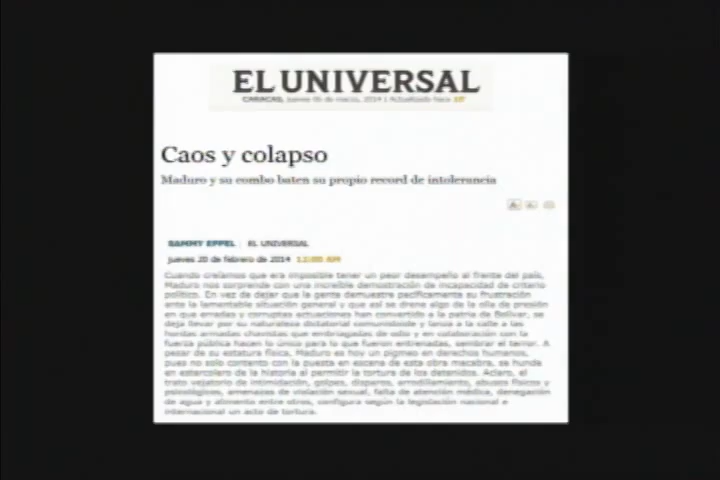 EL UNIVERSAL
CARACAS, jueves 06 de marzo, 2014 | Actualizado hace
Caos y colapso
Maduro y su combo baten su propio record de intolerancia
SAMMY EPPEL | EL UNIVERSAL
jueves 20 de febrero de 2014 12:00 AM
Cuando creíamos que era imposible tener un peor desempeño al frente del país,
Maduro nos sorprende con una increíble demostración de incapacidad de criterio
político. En vez de dejar que la gente demuestre pacíficamente su frustración
ante la lamentable situación general y que así se drene algo de la olla de presión
en que erradas y corruptas actuaciones han convertido a la patria de Bolívar, se
deja llevar por su naturaleza dictatorial comunistoide y lanza a la calle a las
hordas armadas chavistas que embriagadas de odio y en colaboración con la
fuerza pública hacen lo único para lo que fueron entrenadas, sembrar el terror. A
pesar de su estatura física, Maduro es hoy un pigmeo en derechos humanos,
pues no solo contento con la puesta en escena de esta obra macabra, se hunde
en estercolero de la historia al permitir la tortura de los detenidos. Aclaro, el
trato vejatorio de intimidación, golpes, disparos, arrodillamiento, abusos físicos y
psicológicos, amenazas de violación sexual, falta de atención médica, denegación
de agua y alimento entre otros, configura según la legislación nacional e
internacional un acto de tortura.